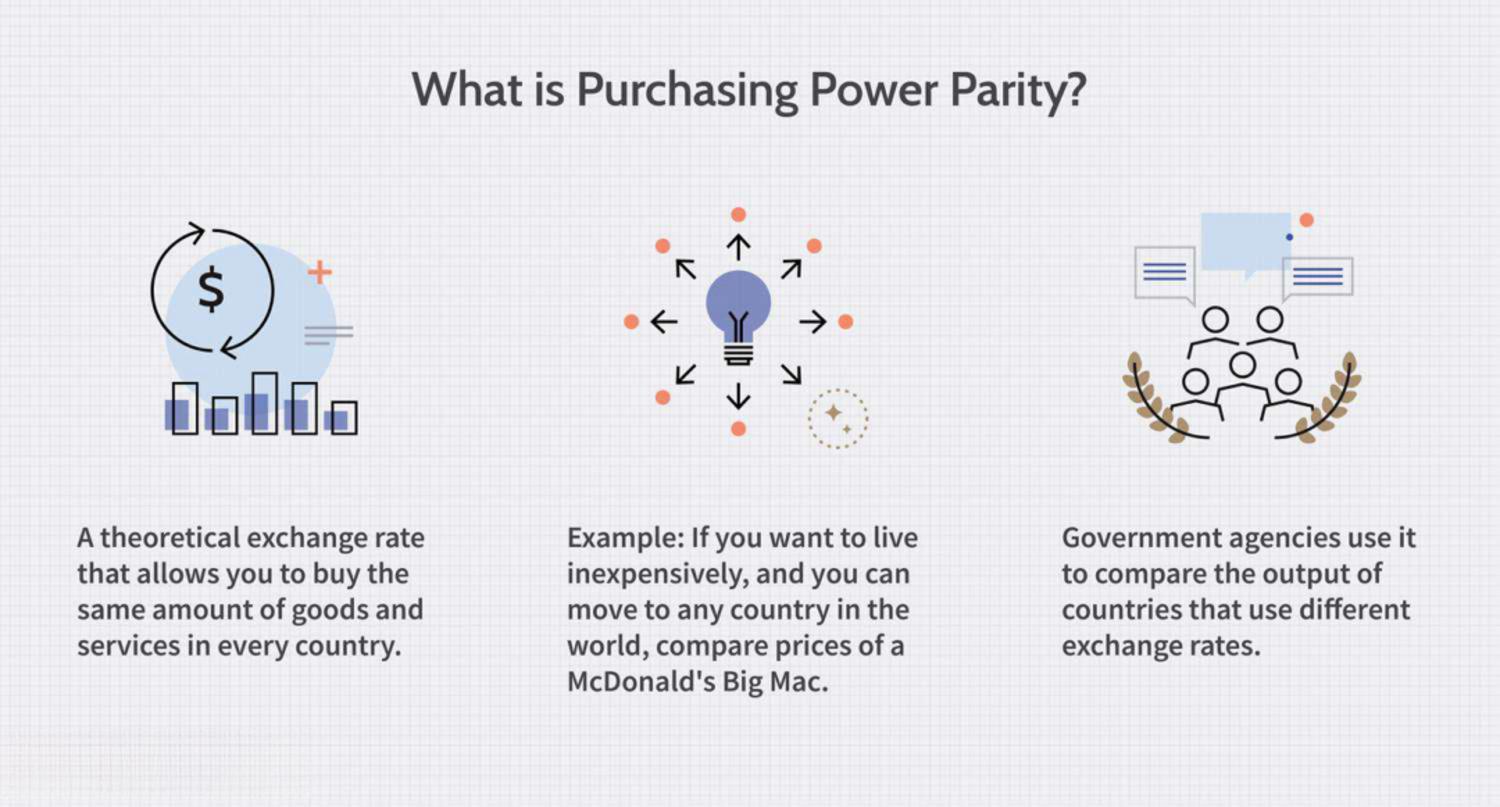 What is Purchasing Power Parity?
$
A theoretical exchange rate
that allows you to buy the
same amount of goods and
services in every country.
Example: If you want to live
inexpensively, and you can
move to any country in the
world, compare prices of a
McDonald's Big Mac.
Government agencies use it
to compare the output of
countries that use different
exchange rates.